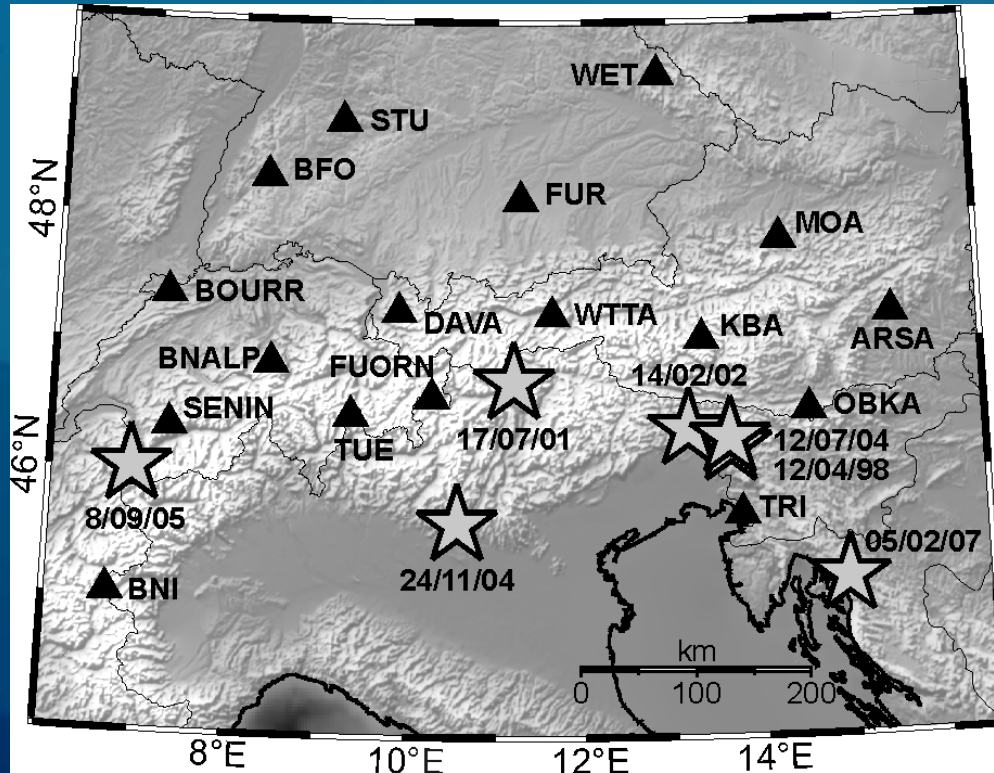 WET
STU
BFO
FUR
48°N
MOA
BOURR
DAVA
WTTA
KBA
ARSA
BNALP
FUORN
14/02/02
SENIN
TUE
17/07/01
OBKA
12/07/04
12/04/98
46°N
8/09/05
TRI
05/02/07
24/11/04
BNI
km
0 100 200
8°E 10°E 12°E 14°E